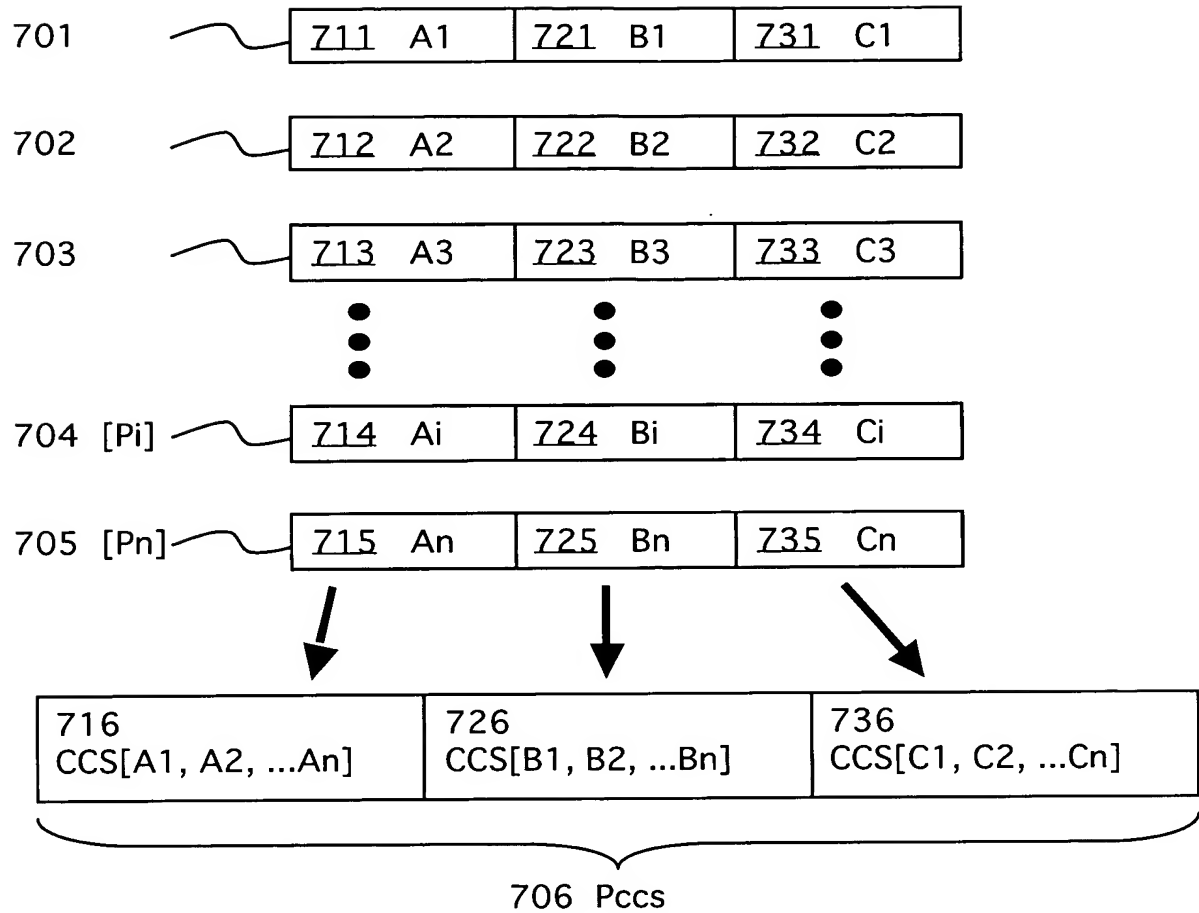 701 711 A1 721 B1 731 C1
702 712 A2 722 B2 732 C2
703 713 A3 723 B3 733 C3
704 [Pi] 714 Ai 724 Bi 734 Ci
705 [Pn] 715 An 725 Bn 735 Cn
716 726 736
CCS[A1, A2, ...An] CCS[B1, B2, ...Bn] CCS[C1, C2, ...Cn]
706 Pccs